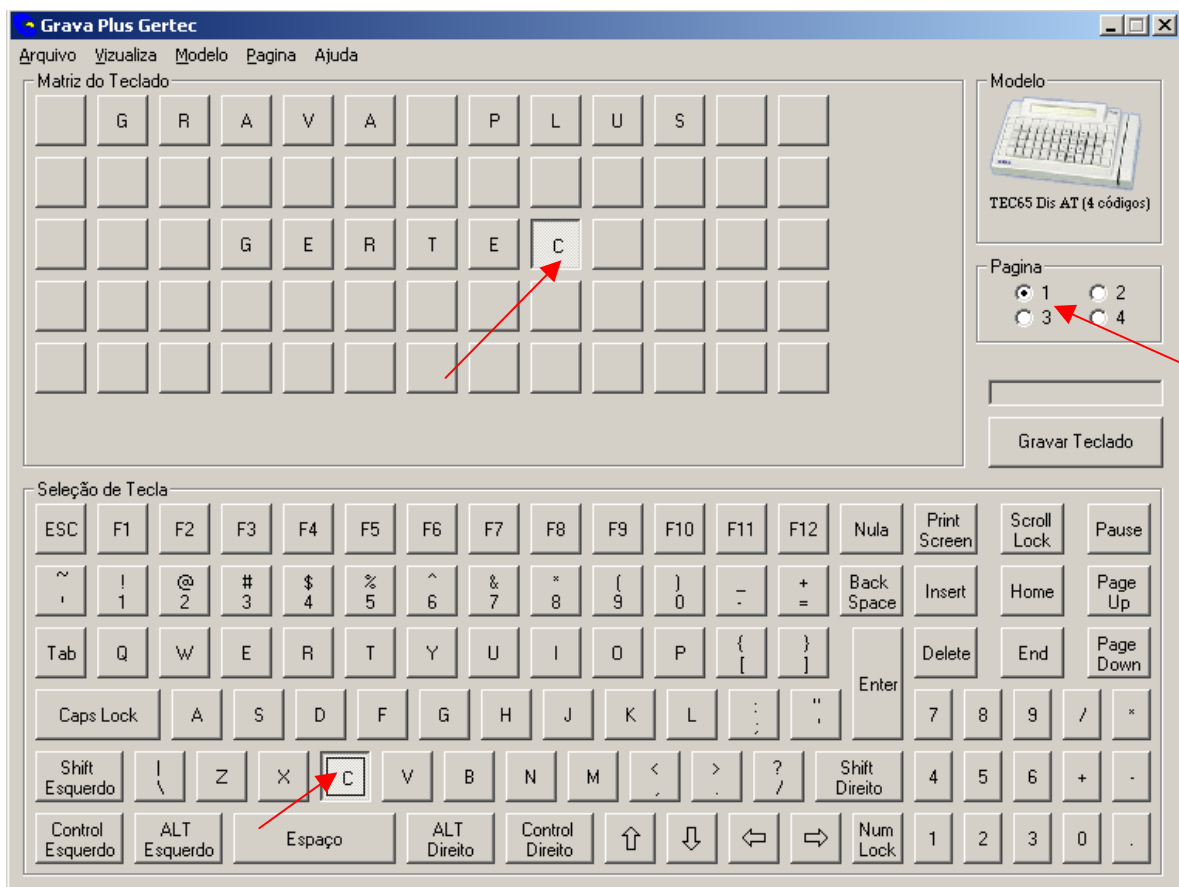 Grava Plus Gertec
Arquivo Vizualiza Modelo Pagina Ajuda
Matriz do Teclado
G R A V A P L U S
G E R T E C
Modelo
TEC65 Dis AT (4 códigos)
Pagina
1 2
3 4
Gravar Teclado
Seleção de Tecla
ESC F1 F2 F3 F4 F5 F6 F7 F8 F9 F10 F11 F12 Nula Print Screen Scroll Lock Pause
~ ' ! 1 @ 2 # 3 $ 4 % 5 ^ 6 & 7 * 8 ( 9 ) 0 _ - + = Back Space Insert Home Page Up
Tab Q W E R T Y U I O P { [ } ] Enter Delete End Page Down
Caps Lock A S D F G H J K L : ; " ' 7 8 9 / *
Shift Esquerdo | \ Z X C V B N M < , > . ? / Shift Direito 4 5 6 + -
Control Esquerdo ALT Esquerdo Espaço ALT Direito Control Direito ⇧ ⇩ ⇦ ⇨ Num Lock 1 2 3 0 .